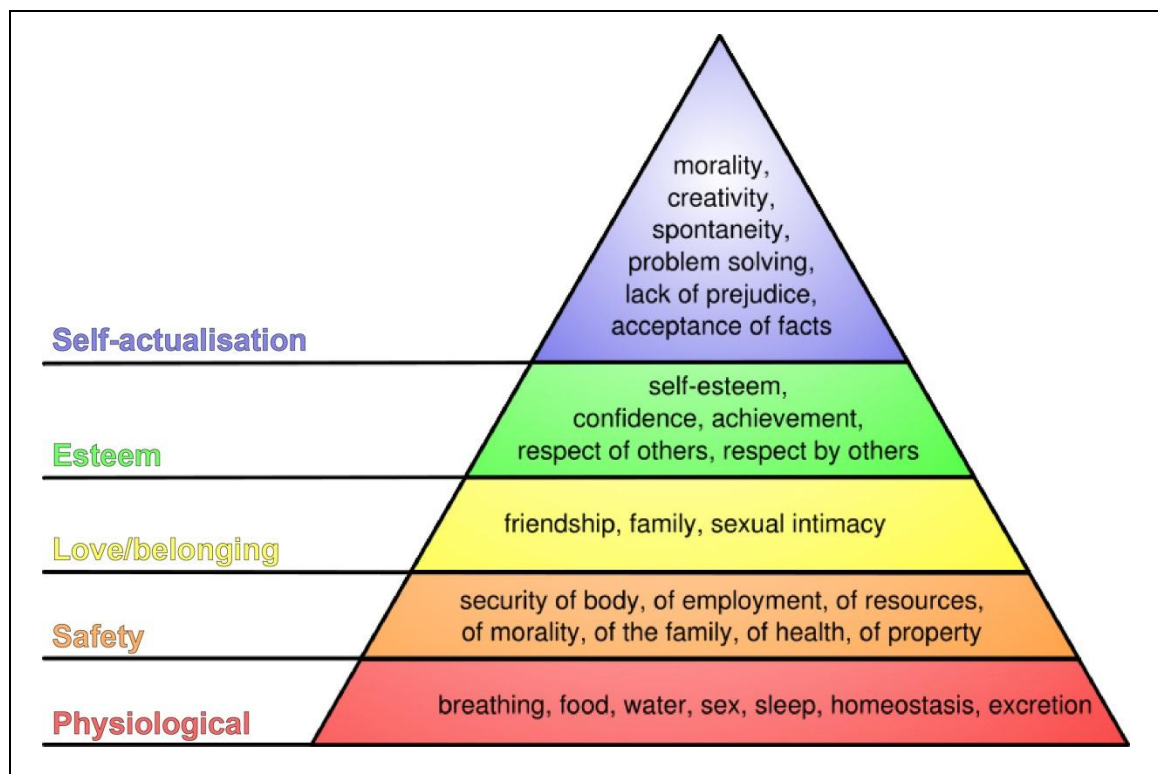 morality,
creativity,
spontaneity,
problem solving,
lack of prejudice,
acceptance of facts
Self-actualisation
self-esteem,
confidence, achievement,
respect of others, respect by others
Esteem
friendship, family, sexual intimacy
Love/belonging
security of body, of employment, of resources,
of morality, of the family, of health, of property
Safety
breathing, food, water, sex, sleep, homeostasis, excretion
Physiological